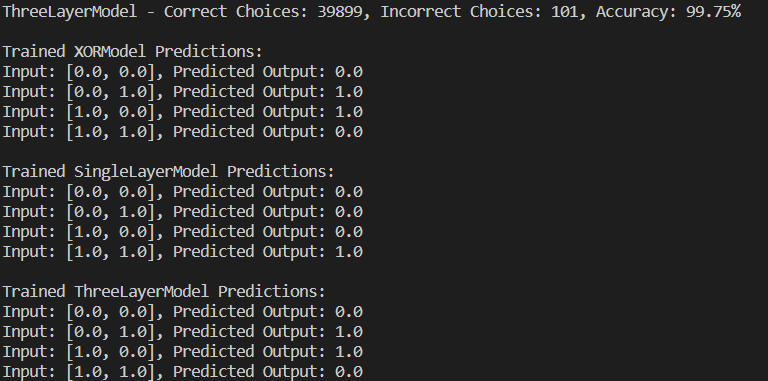 ThreeLayerModel - Correct Choices: 39899, Incorrect Choices: 101, Accuracy: 99.75%
Trained XORModel Predictions:
Input: [0.0, 0.0], Predicted Output: 0.0
Input: [0.0, 1.0], Predicted Output: 1.0
Input: [1.0, 0.0], Predicted Output: 1.0
Input: [1.0, 1.0], Predicted Output: 0.0
Trained SingleLayerModel Predictions:
Input: [0.0, 0.0], Predicted Output: 0.0
Input: [0.0, 1.0], Predicted Output: 0.0
Input: [1.0, 0.0], Predicted Output: 0.0
Input: [1.0, 1.0], Predicted Output: 1.0
Trained ThreeLayerModel Predictions:
Input: [0.0, 0.0], Predicted Output: 0.0
Input: [0.0, 1.0], Predicted Output: 1.0
Input: [1.0, 0.0], Predicted Output: 1.0
Input: [1.0, 1.0], Predicted Output: 0.0